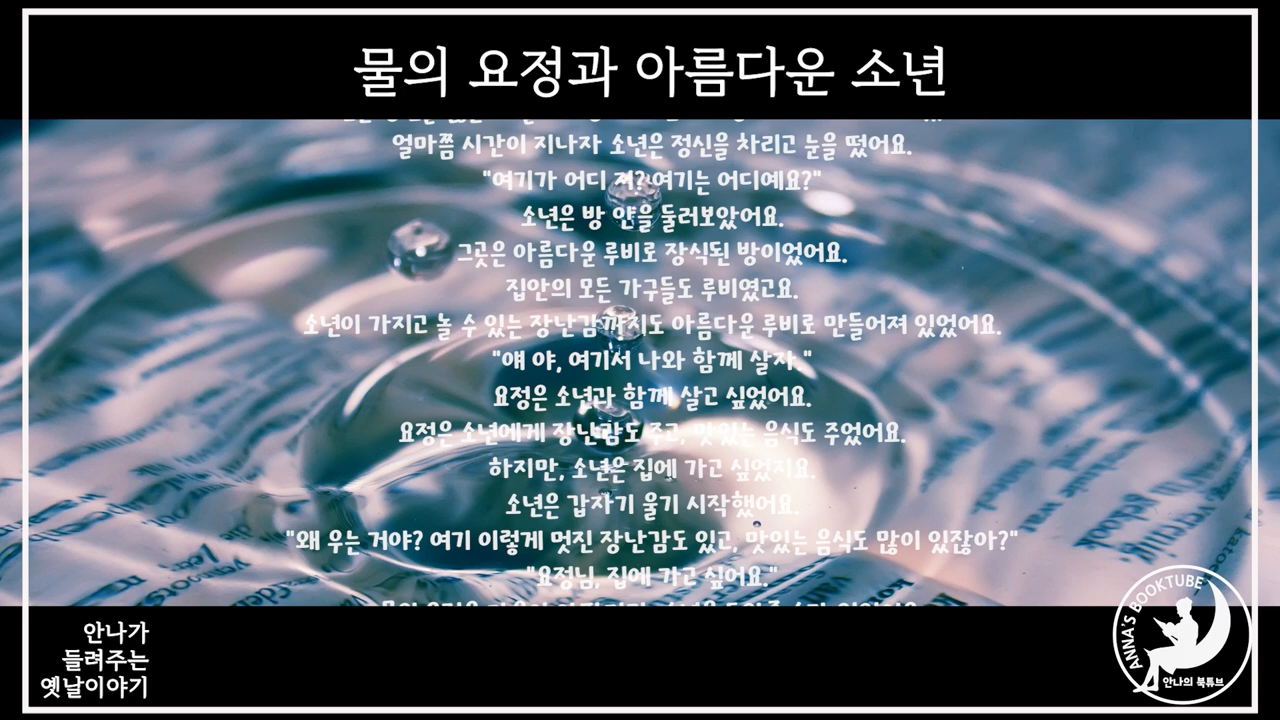 물의 요정과 아름다운 소년
얼마쯤 시간이 지나자 소년은 정신을 차리고 눈을 떴어요.
"여기가 어디 저? 여기는 어디예요?"
소년은 방 안을 둘러보았어요.
그곳은 아름다운 루비로 장식된 방이었어요.
집안의 모든 가구들도 루비였고요.
소년이 가지고 놀 수 있는 장난감까지도 아름다운 루비로 만들어져 있었어요.
"얘 야, 여기서 나와 함께 살자."
요정은 소년과 함께 살고 싶었어요.
요정은 소년에게 장난감도 주고, 맛있는 음식도 주었어요.
하지만, 소년은 집에 가고 싶었지요.
소년은 갑자기 울기 시작했어요.
"왜 우는 거야? 여기 이렇게 멋진 장난감도 있고, 맛있는 음식도 많이 있잖아?"
"요정님, 집에 가고 싶어요."
안나가
들려주는
옛날이야기
ANNA'S BOOKTUBE
안나의 북튜브